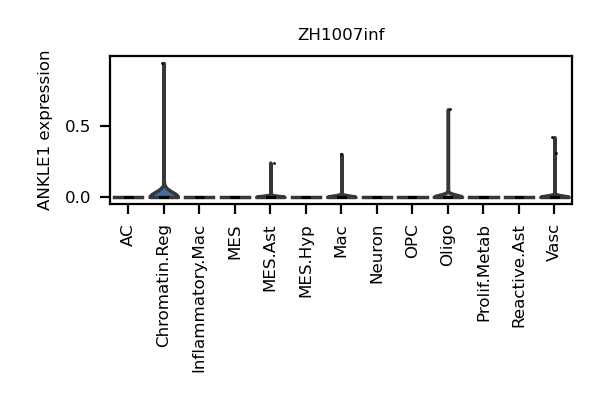 ZH1007inf
ANKLE1 expression
0.5
0.0
AC
Chromatin.Reg
Inflammatory.Mac
MES
MES.Ast
MES.Hyp
Mac
Neuron
OPC
Oligo
Prolif.Metab
Reactive.Ast
Vasc